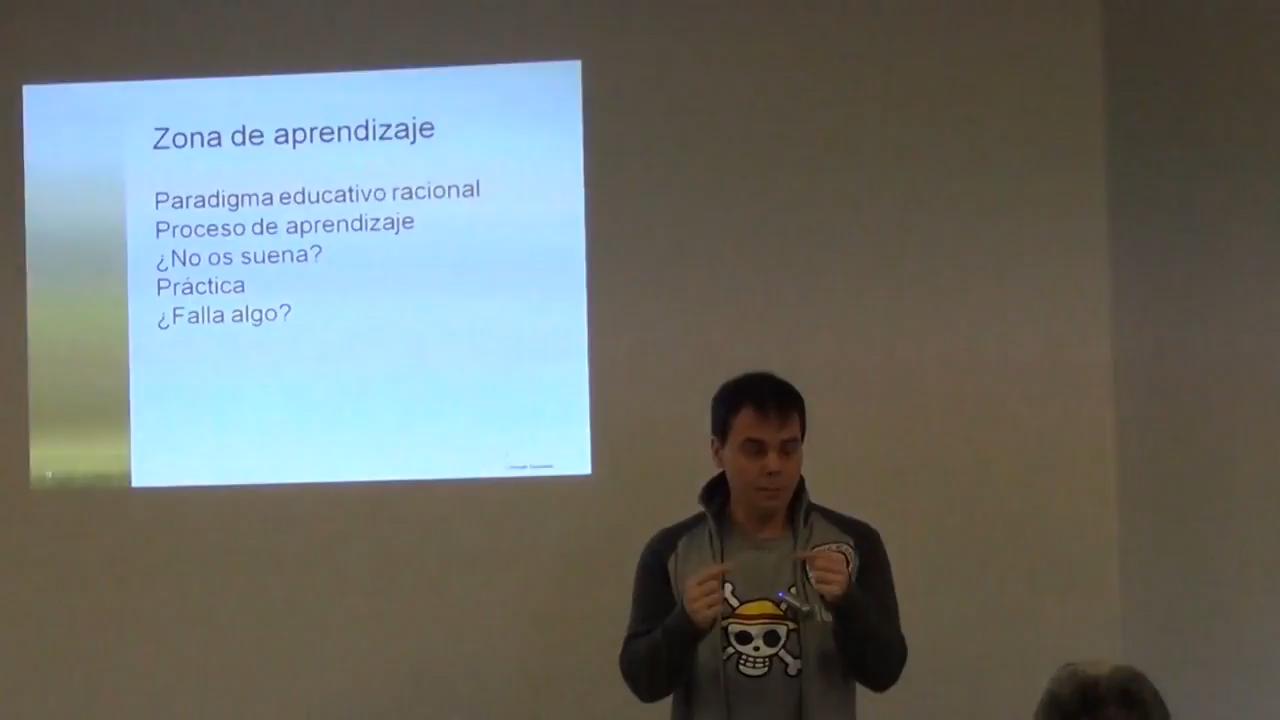 Zona de aprendizaje
Paradigma educativo racional
Proceso de aprendizaje
¿No os suena?
Práctica
¿Falla algo?